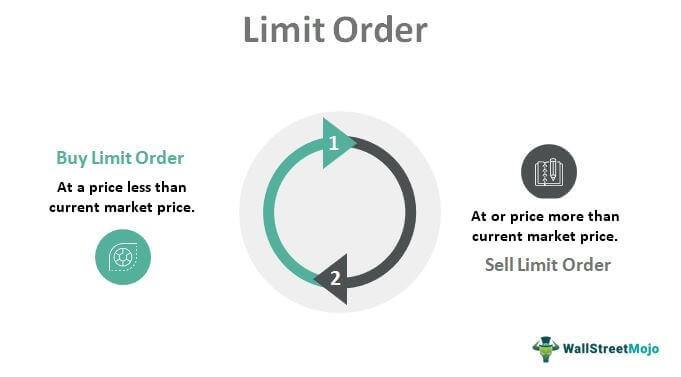 Limit Order
1
Buy Limit Order
At a price less than
current market price.
At or price more than
current market price.
Sell Limit Order
2
WallStreetMojo